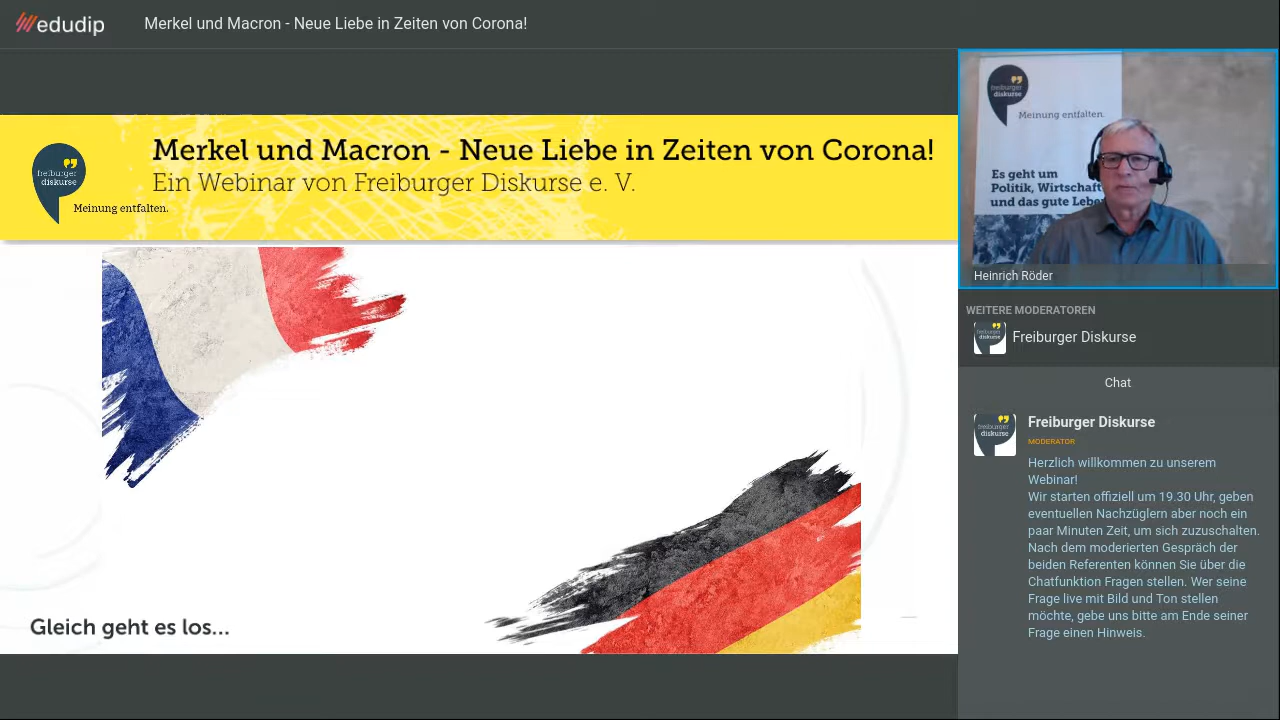 edudip
Merkel und Macron - Neue Liebe in Zeiten von Corona!
freiburger
diskurse
Meinung entfalten.
Merkel und Macron - Neue Liebe in Zeiten von Corona!
Ein Webinar von Freiburger Diskurse e. V.
Gleich geht es los...
freiburger
diskurse
Meinung entfalten.
Es geht um
Politik, Wirtschaft
und das gute Leben
Heinrich Röder
WEITERE MODERATOREN
freiburger
diskurse
Freiburger Diskurse
Chat
freiburger
diskurse
Freiburger Diskurse
MODERATOR
Herzlich willkommen zu unserem
Webinar!
Wir starten offiziell um 19.30 Uhr, geben
eventuellen Nachzüglern aber noch ein
paar Minuten Zeit, um sich zuzuschalten.
Nach dem moderierten Gespräch der
beiden Referenten können Sie über die
Chatfunktion Fragen stellen. Wer seine
Frage live mit Bild und Ton stellen
möchte, gebe uns bitte am Ende seiner
Frage einen Hinweis.